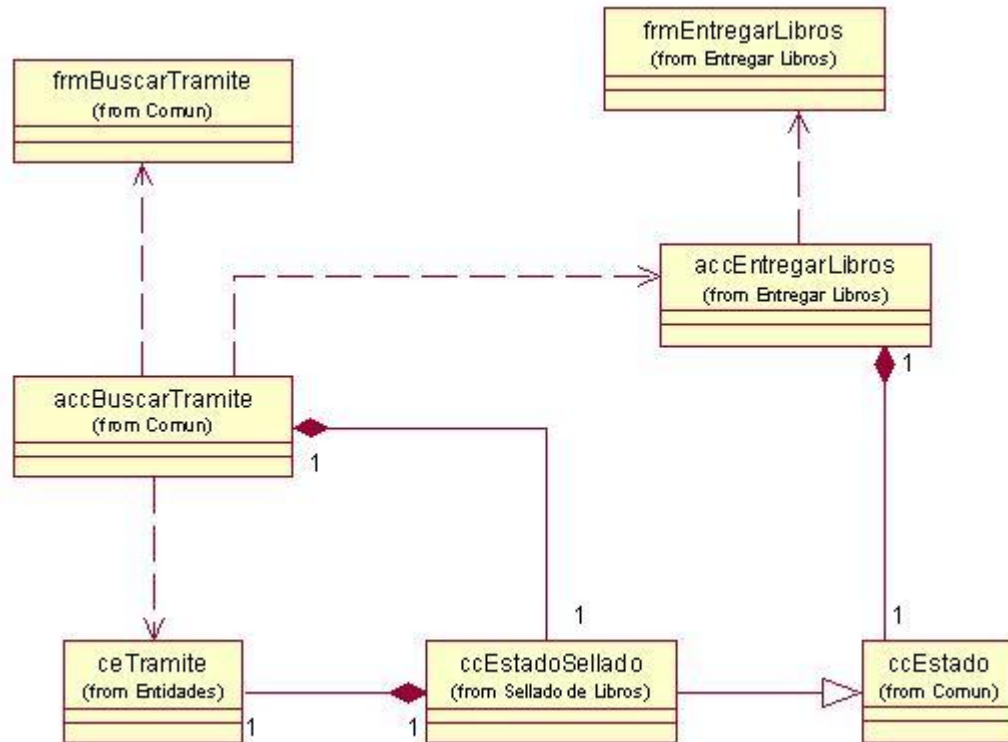 frmEntregarLibros
(from Entregar Libros)
frmBuscarTramite
(from Comun)
accEntregarLibros
(from Entregar Libros)
1
accBuscarTramite
(from Comun)
1
1
1
ceTramite
(from Entidades)
1
1
ccEstadoSellado
(from Sellado de Libros)
ccEstado
(from Comun)